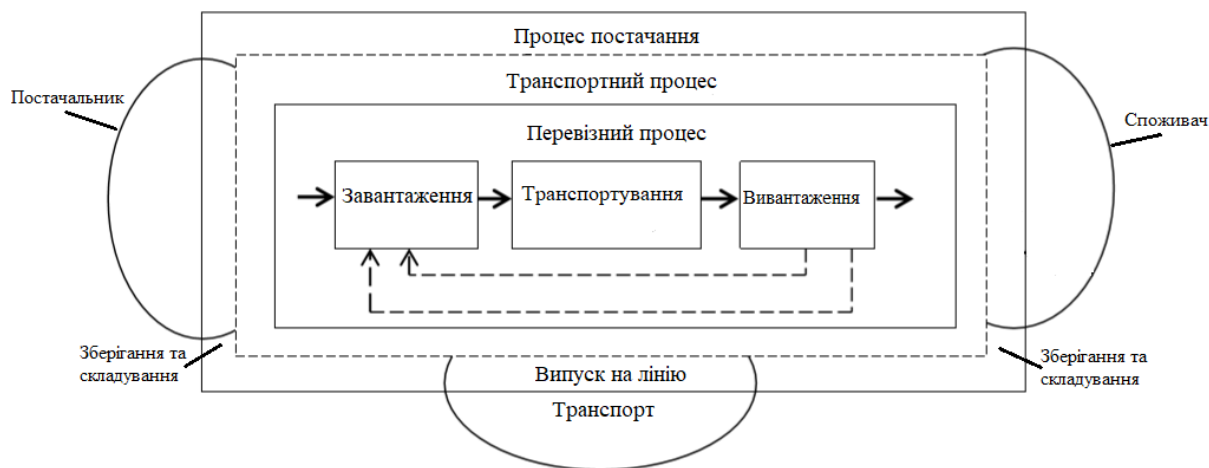 Процес постачання
Транспортний процес
Постачальник
Споживач
Перевізний процес
Завантаження
Транспортування
Вивантаження
Зберігання та
складування
Зберігання та
складування
Випуск на лінію
Транспорт